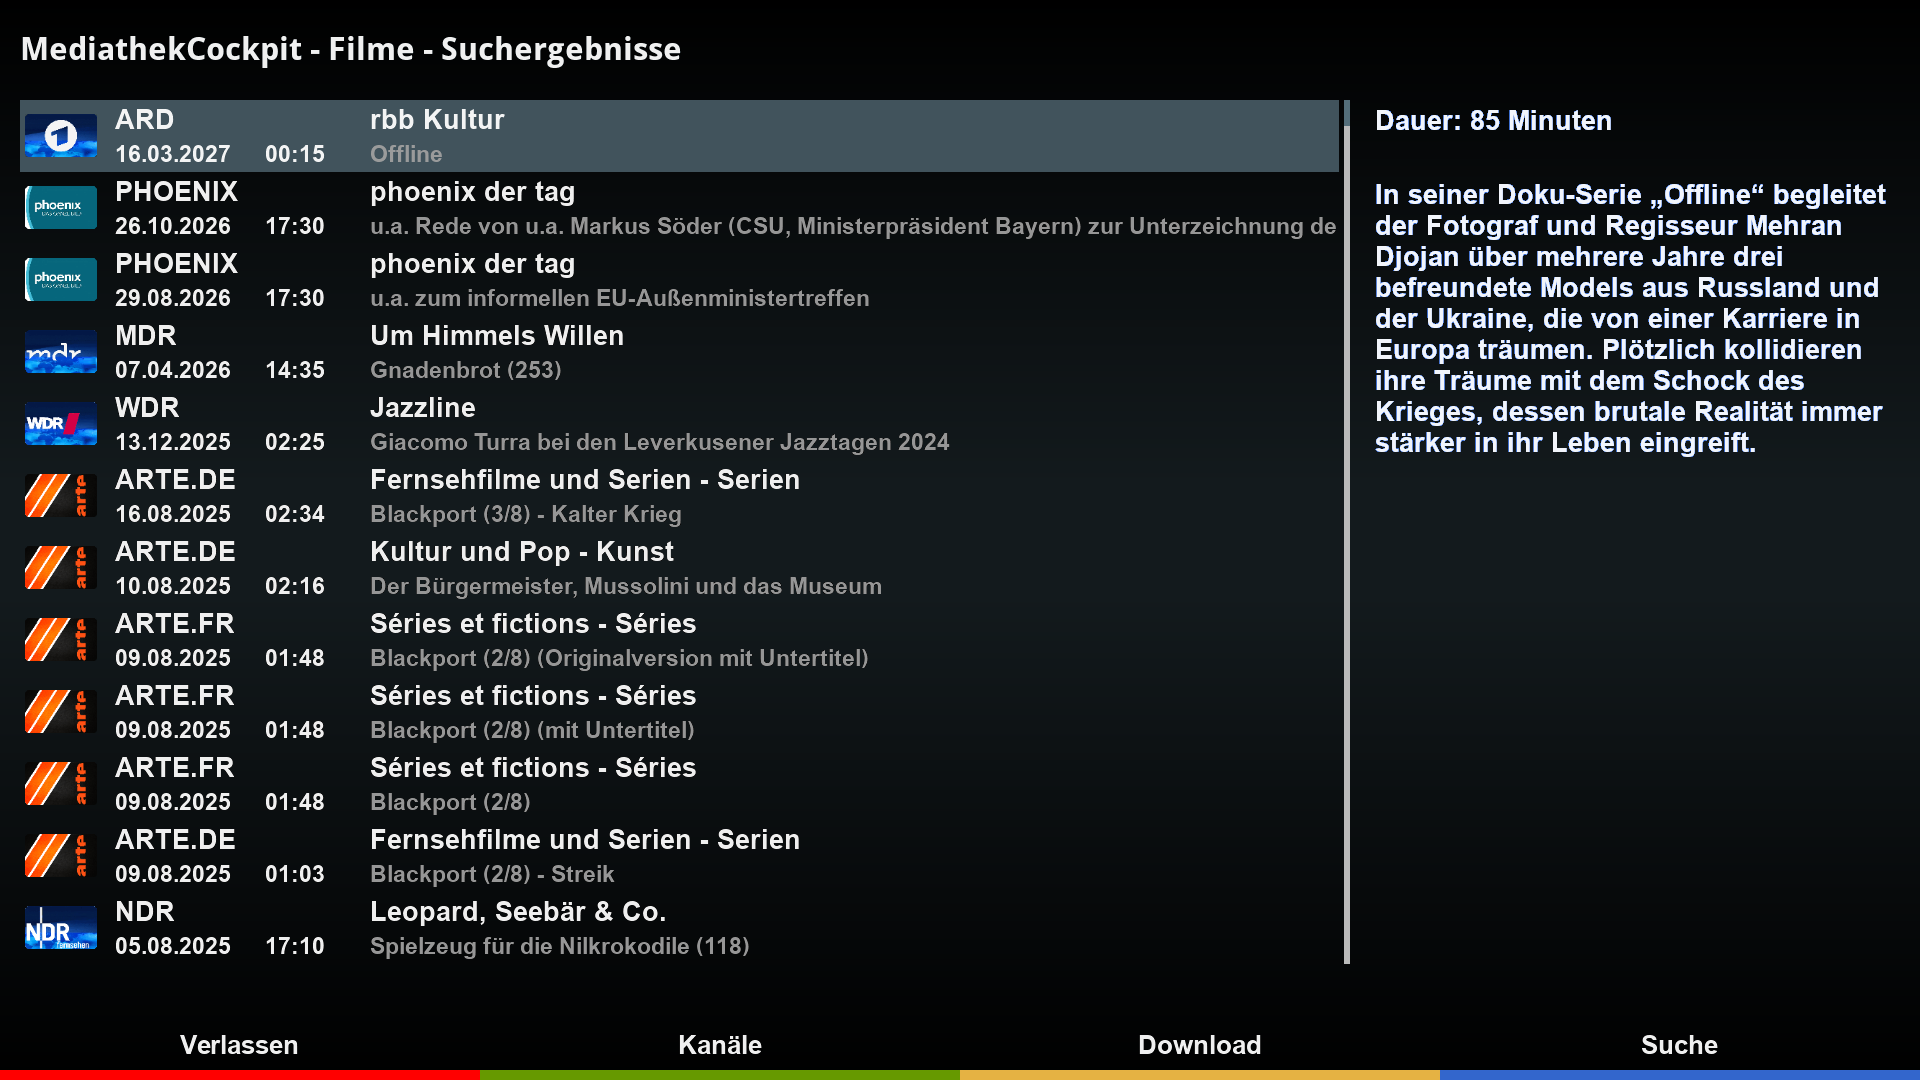 MediathekCockpit - Filme - Suchergebnisse
ARD rbb Kultur
16.03.2027 00:15 Offline
phoenix
PHOENIX phoenix der tag
26.10.2026 17:30 u.a. Rede von u.a. Markus Söder (CSU, Ministerpräsident Bayern) zur Unterzeichnung de
phoenix
PHOENIX phoenix der tag
29.08.2026 17:30 u.a. zum informellen EU-Außenministertreffen
mdr
MDR Um Himmels Willen
07.04.2026 14:35 Gnadenbrot (253)
WDR
WDR Jazzline
13.12.2025 02:25 Giacomo Turra bei den Leverkusener Jazztagen 2024
arte
ARTE.DE Fernsehfilme und Serien - Serien
16.08.2025 02:34 Blackport (3/8) - Kalter Krieg
arte
ARTE.DE Kultur und Pop - Kunst
10.08.2025 02:16 Der Bürgermeister, Mussolini und das Museum
arte
ARTE.FR Séries et fictions - Séries
09.08.2025 01:48 Blackport (2/8) (Originalversion mit Untertitel)
arte
ARTE.FR Séries et fictions - Séries
09.08.2025 01:48 Blackport (2/8) (mit Untertitel)
arte
ARTE.FR Séries et fictions - Séries
09.08.2025 01:48 Blackport (2/8)
arte
ARTE.DE Fernsehfilme und Serien - Serien
09.08.2025 01:03 Blackport (2/8) - Streik
NDR fernsehen
NDR Leopard, Seebär & Co.
05.08.2025 17:10 Spielzeug für die Nilkrokodile (118)
Dauer: 85 Minuten
In seiner Doku-Serie „Offline“ begleitet
der Fotograf und Regisseur Mehran
Djojan über mehrere Jahre drei
befreundete Models aus Russland und
der Ukraine, die von einer Karriere in
Europa träumen. Plötzlich kollidieren
ihre Träume mit dem Schock des
Krieges, dessen brutale Realität immer
stärker in ihr Leben eingreift.
Verlassen Kanäle Download Suche